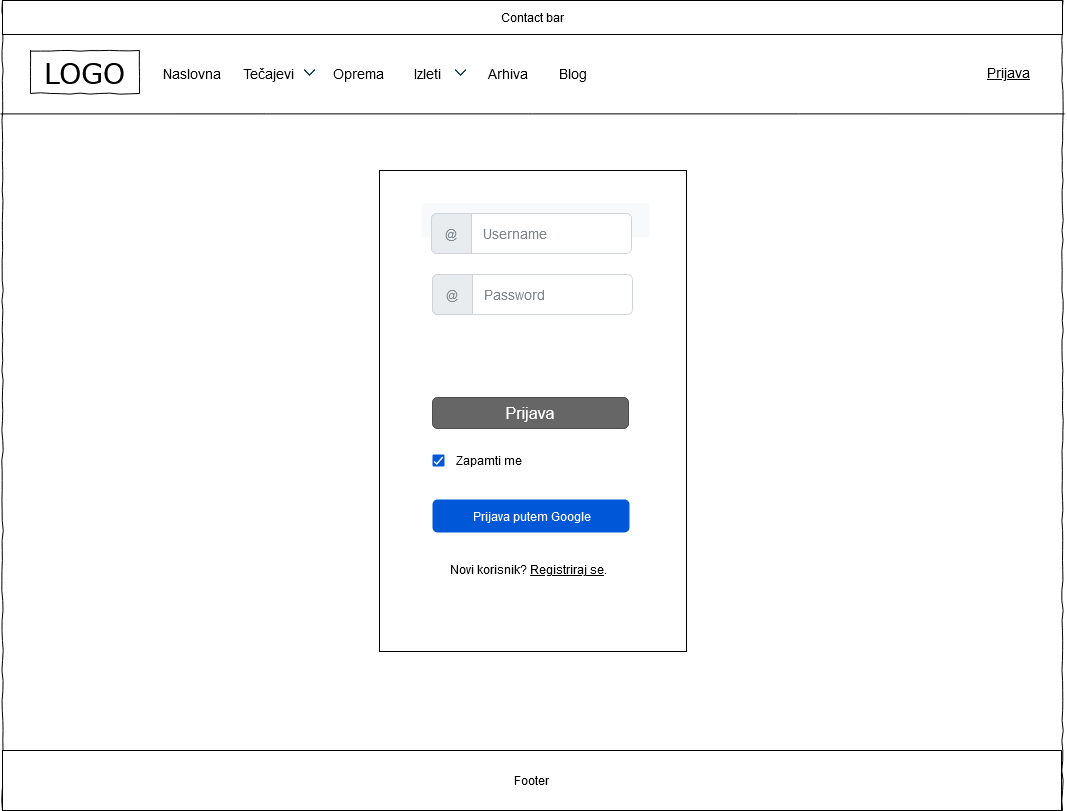 Contact bar
LOGO Naslovna Tečajevi Oprema Izleti Arhiva Blog Prijava
@ Username
@ Password
Prijava
Zapamti me
Prijava putem Google
Novi korisnik? Registriraj se.
Footer